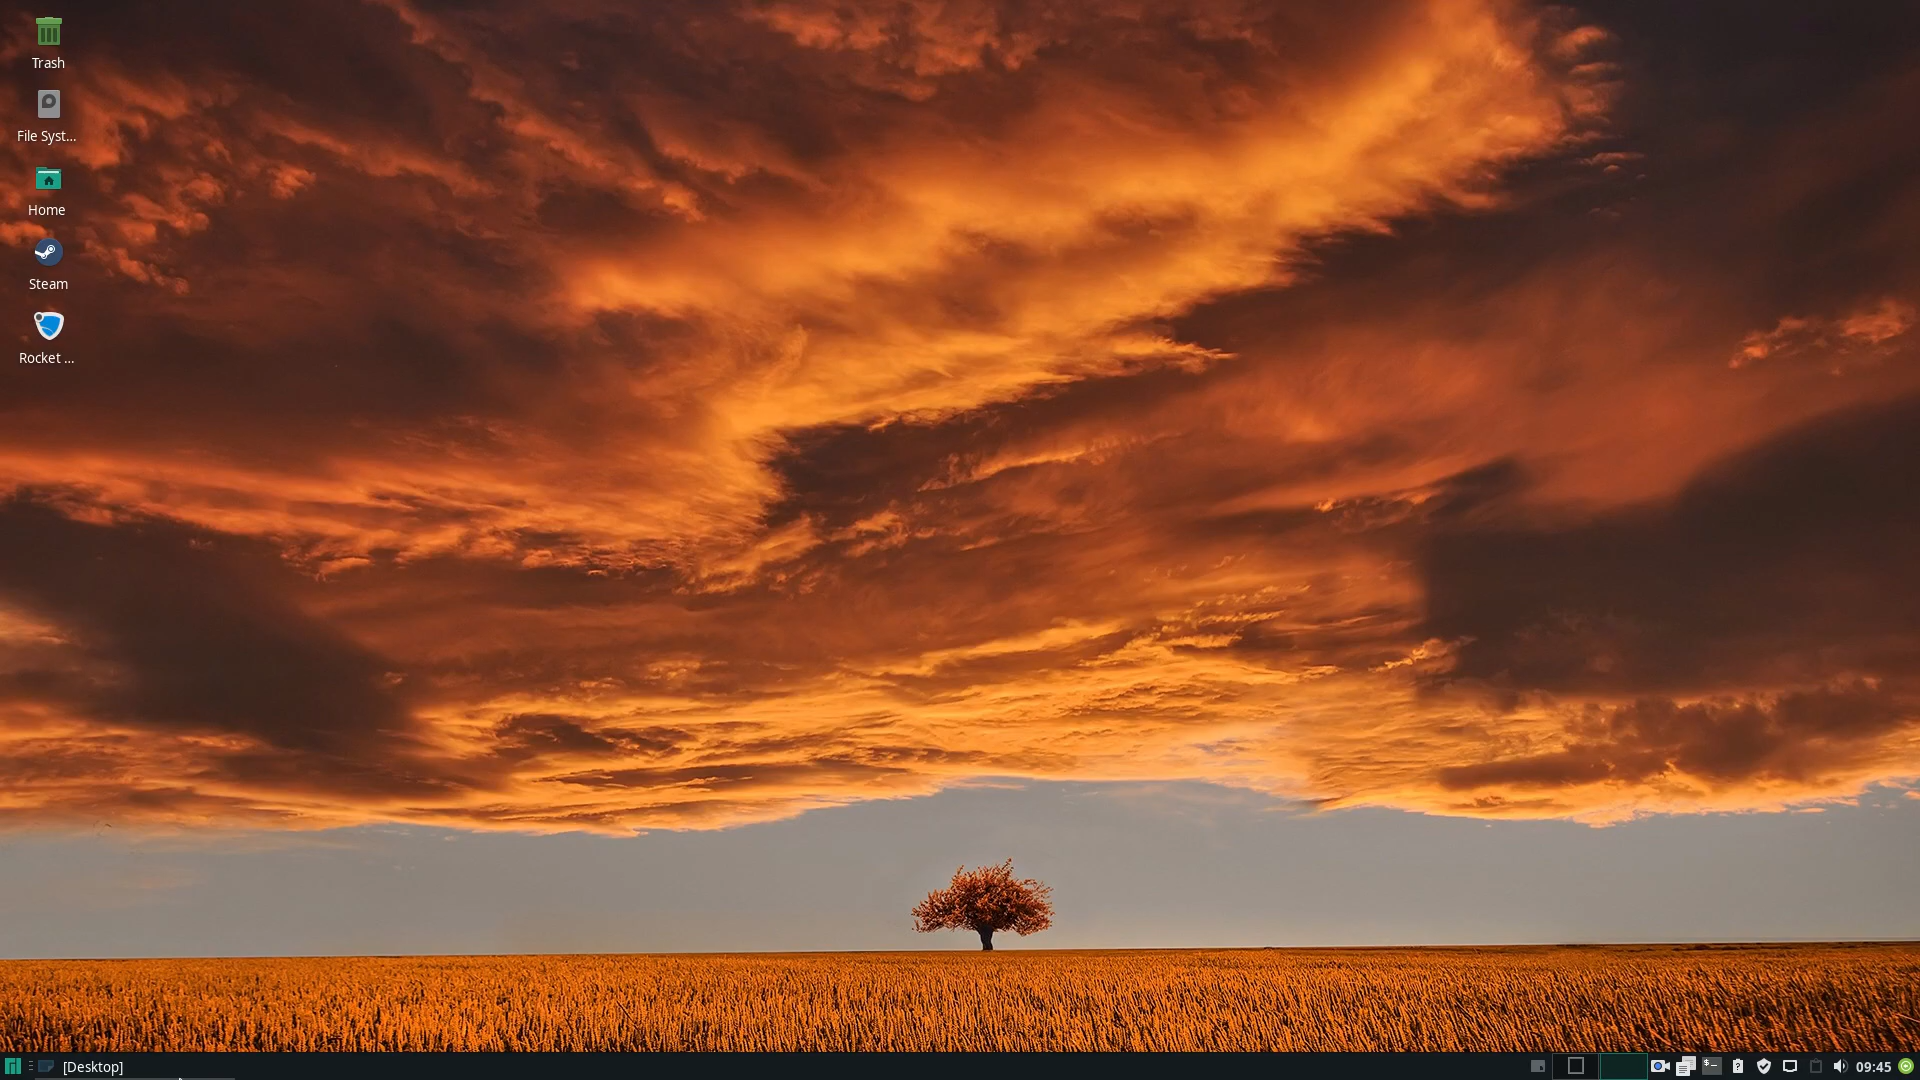 Trash
File Syst...
Home
Steam
Rocket ...
[Desktop]
09:45